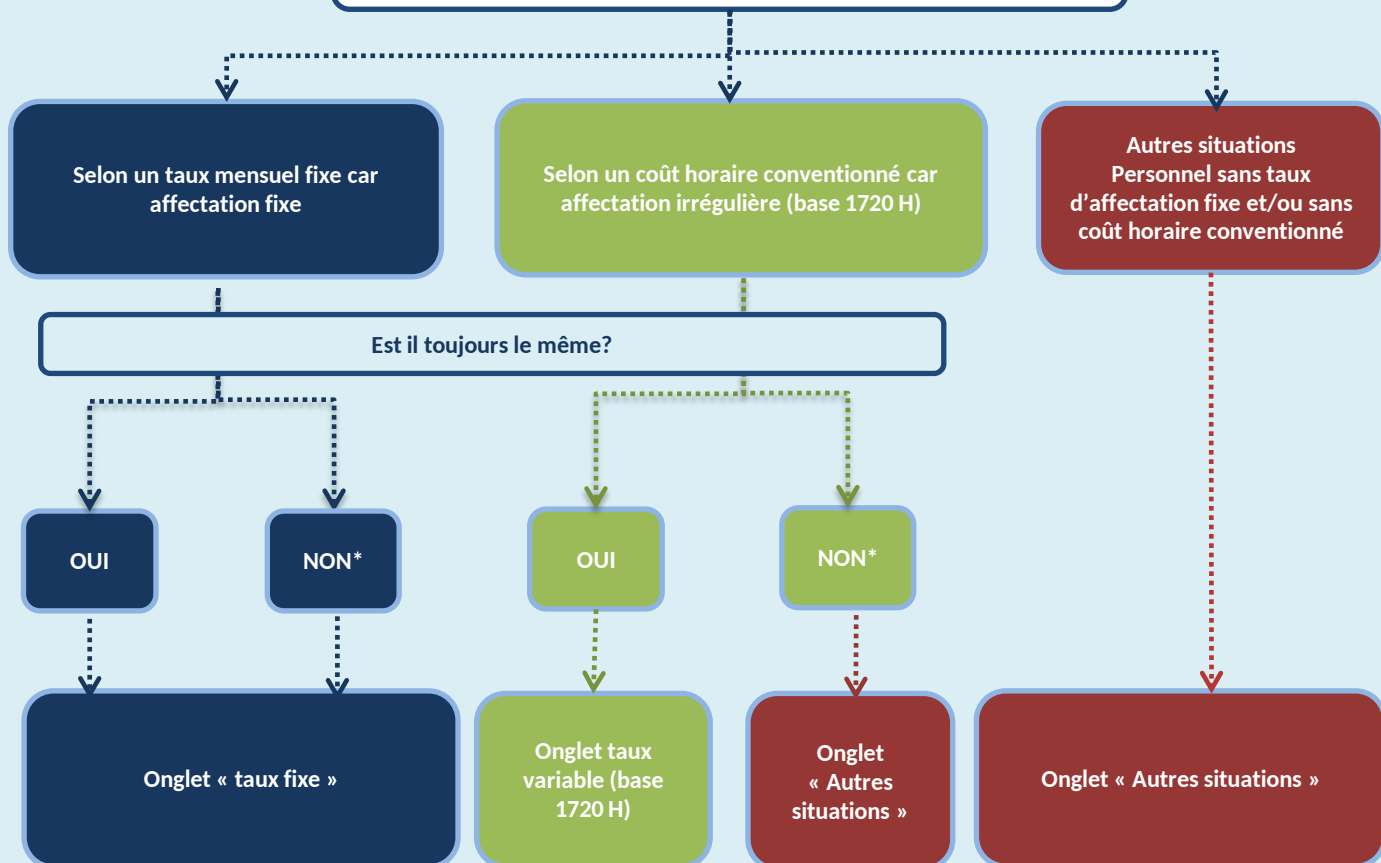 Selon un taux mensuel fixe car
affectation fixe
Selon un coût horaire conventionné car
affectation irrégulière (base 1720 H)
Autres situations
Personnel sans taux
d’affectation fixe et/ou sans
coût horaire conventionné
Est il toujours le même?
OUI
NON*
OUI
NON*
Onglet « taux fixe »
Onglet taux
variable (base
1720 H)
Onglet
« Autres
situations »
Onglet « Autres situations »